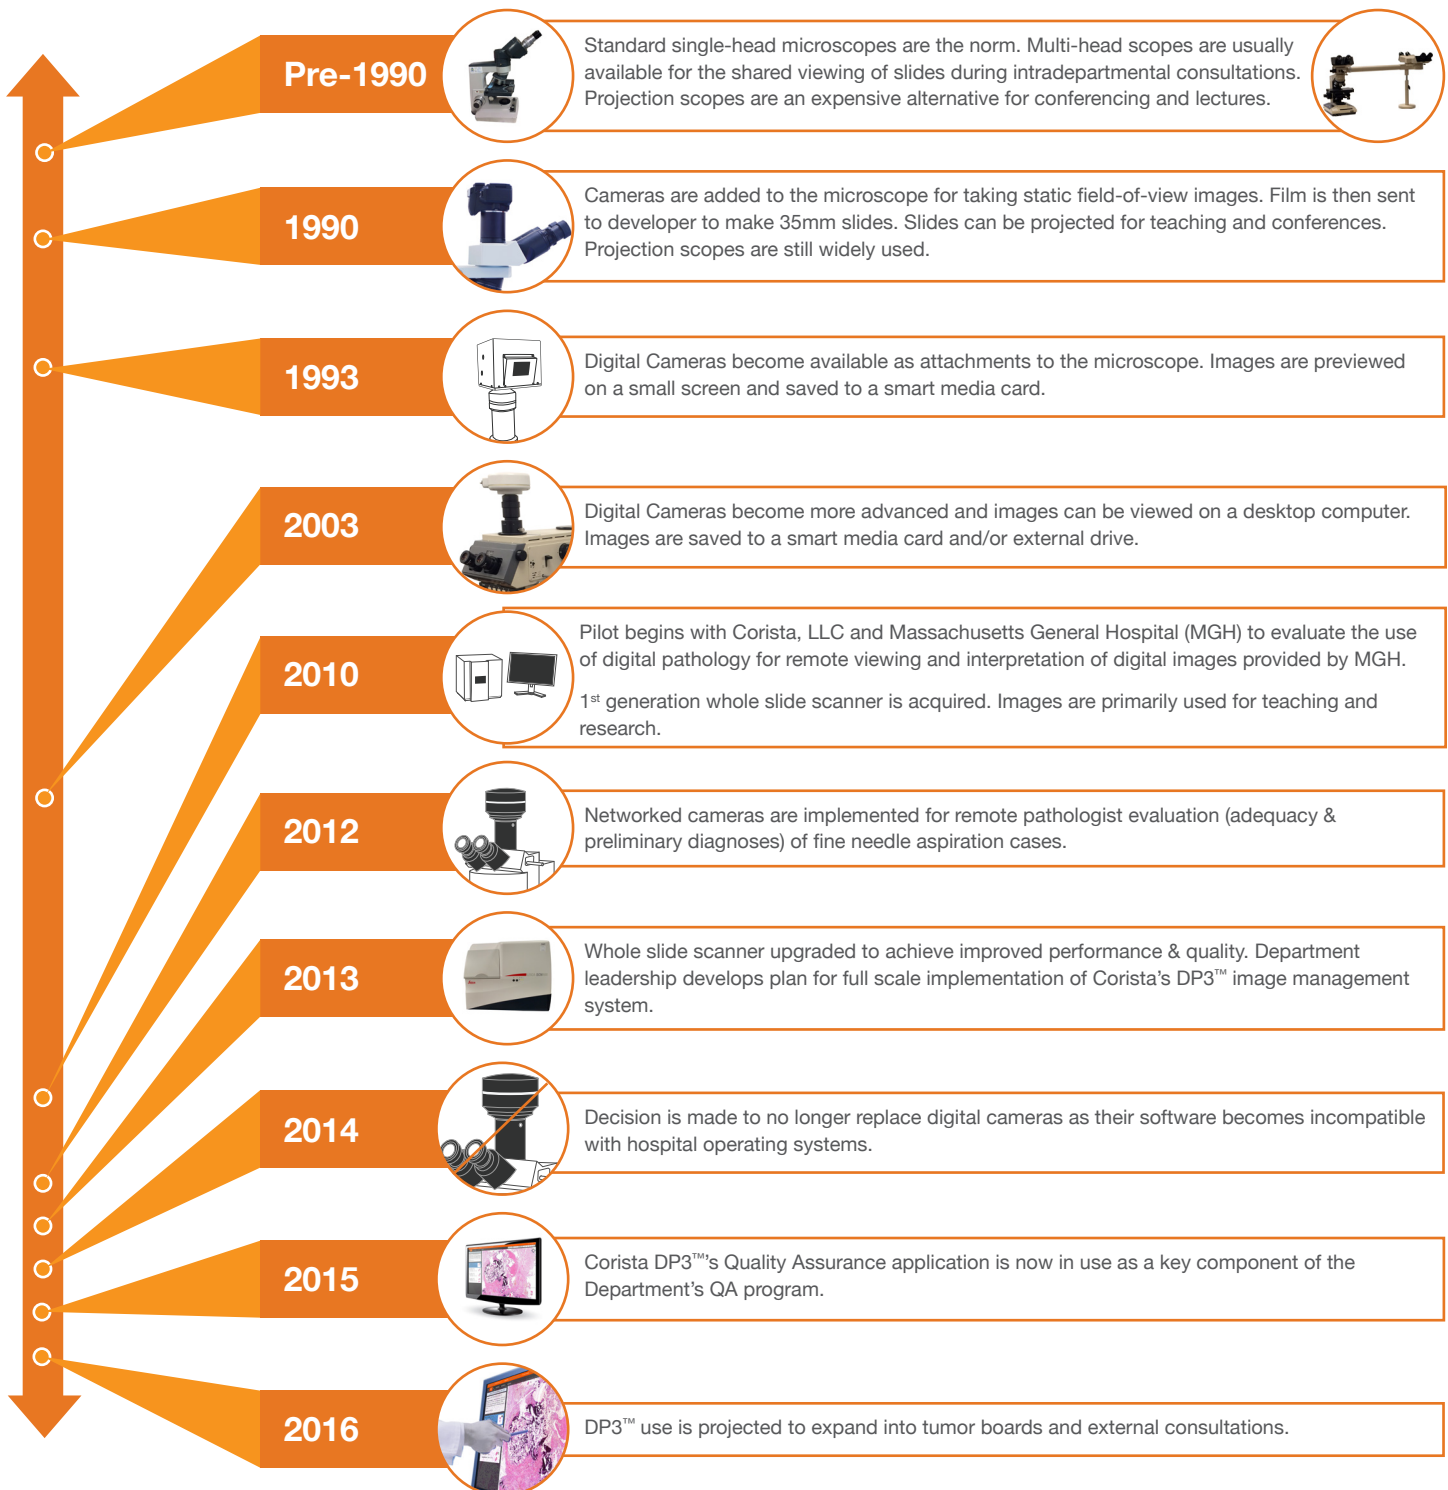 Pre-1990
Standard single-head microscopes are the norm. Multi-head scopes are usually
available for the shared viewing of slides during intradepartmental consultations.
Projection scopes are an expensive alternative for conferencing and lectures.
1990
Cameras are added to the microscope for taking static field-of-view images. Film is then sent
to developer to make 35mm slides. Slides can be projected for teaching and conferences.
Projection scopes are still widely used.
1993
Digital Cameras become available as attachments to the microscope. Images are previewed
on a small screen and saved to a smart media card.
2003
Digital Cameras become more advanced and images can be viewed on a desktop computer.
Images are saved to a smart media card and/or external drive.
2010
Pilot begins with Corista, LLC and Massachusetts General Hospital (MGH) to evaluate the use
of digital pathology for remote viewing and interpretation of digital images provided by MGH.
1st generation whole slide scanner is acquired. Images are primarily used for teaching and
research.
2012
Networked cameras are implemented for remote pathologist evaluation (adequacy &
preliminary diagnoses) of fine needle aspiration cases.
2013
Whole slide scanner upgraded to achieve improved performance & quality. Department
leadership develops plan for full scale implementation of Corista’s DP3™ image management
system.
2014
Decision is made to no longer replace digital cameras as their software becomes incompatible
with hospital operating systems.
2015
Corista DP3™’s Quality Assurance application is now in use as a key component of the
Department’s QA program.
2016
DP3™ use is projected to expand into tumor boards and external consultations.